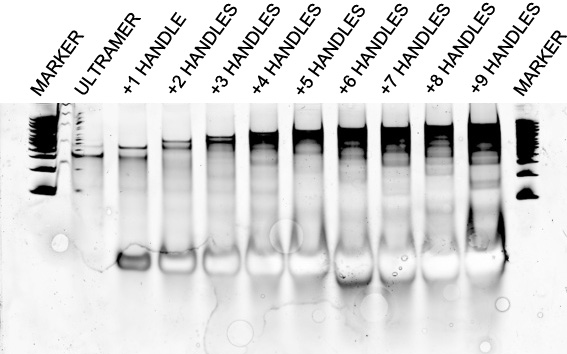 MARKER
ULTRAMER
+1 HANDLE
+2 HANDLES
+3 HANDLES
+4 HANDLES
+5 HANDLES
+6 HANDLES
+7 HANDLES
+8 HANDLES
+9 HANDLES
MARKER